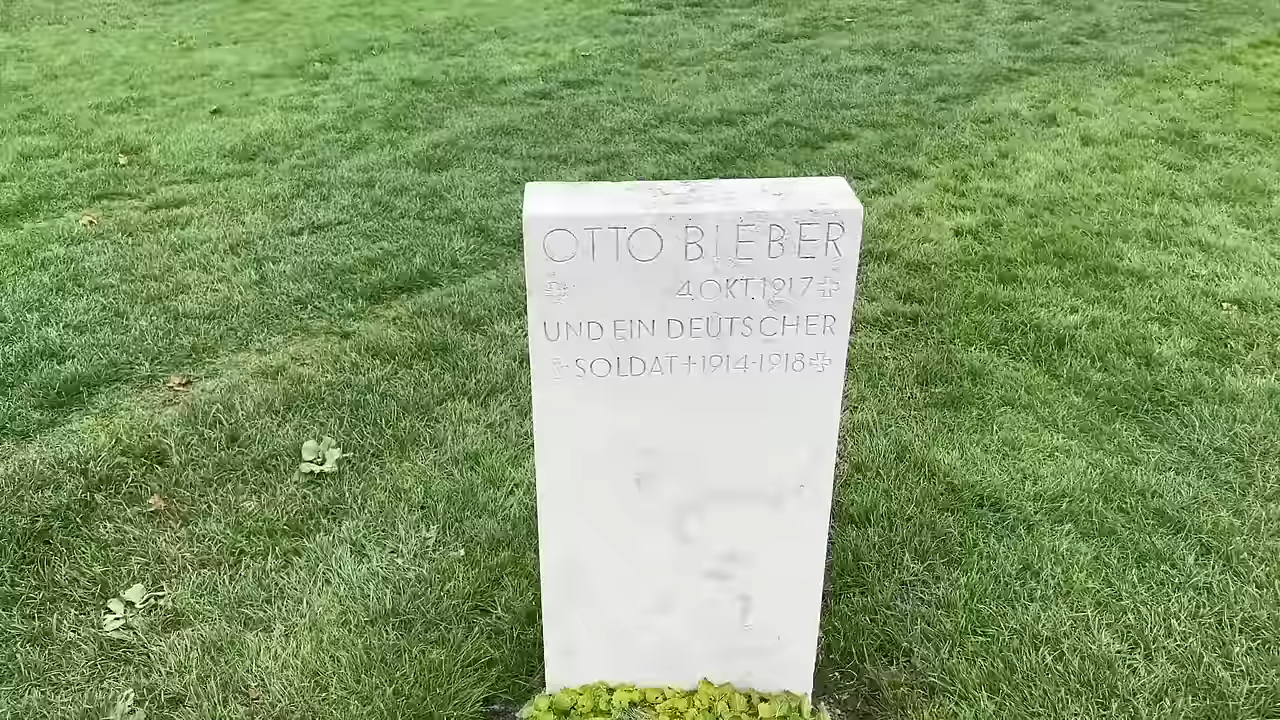 OTTO BIEBER
4.OKT.1917
UND EIN DEUTSCHER
SOLDAT+1914-1918